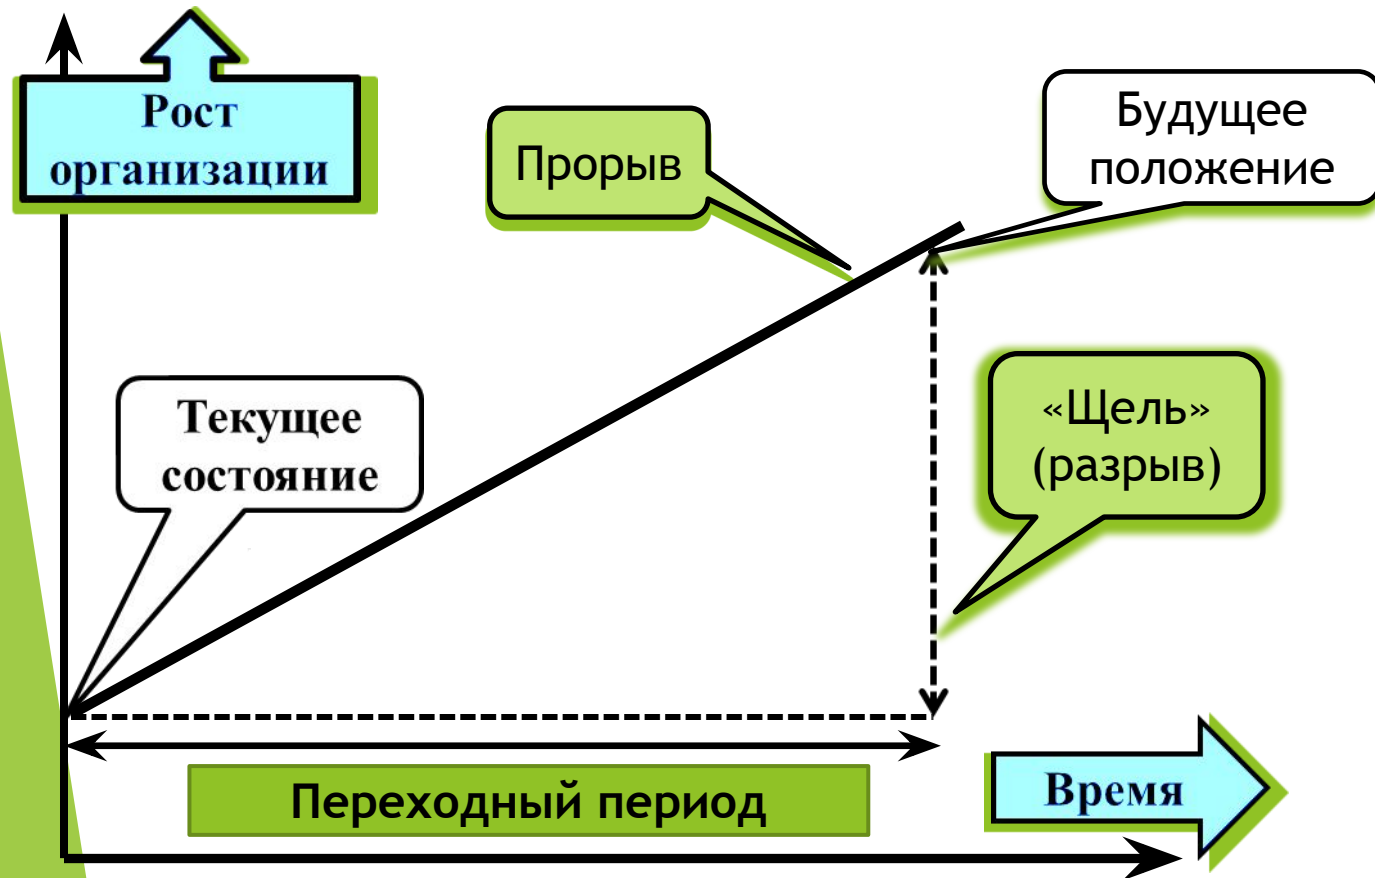 Рост
организации
Прорыв
Будущее
положение
Текущее
состояние
«Щель»
(разрыв)
Переходный период
Время